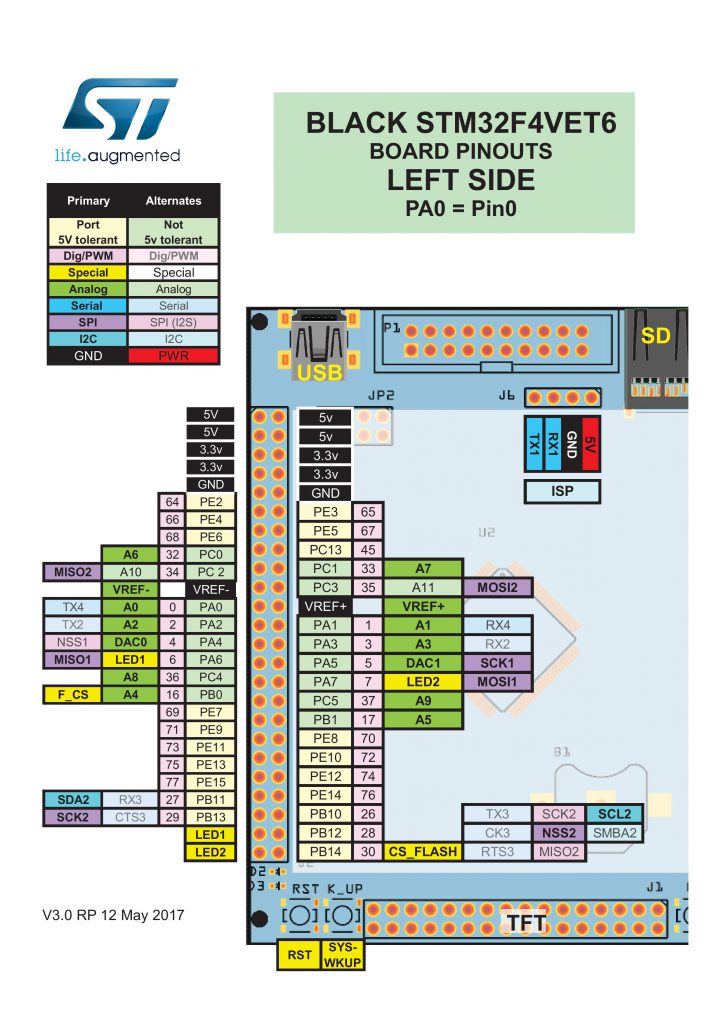 life.augmented
BLACK STM32F4VET6
BOARD PINOUTS
LEFT SIDE
PA0 = Pin0
Primary Alternates
Port Not
5V tolerant 5v tolerant
Dig/PWM Dig/PWM
Special Special
Analog Analog
Serial Serial
SPI SPI (I2S)
I2C I2C
GND PWR
P1
SD
USB
JP2
J6
TX1 RX1 GND 5V
ISP
5V
5V
3.3v
3.3v
GND
64 PE2
66 PE4
68 PE6
A6 32 PC0
MISO2 A10 34 PC 2
VREF- VREF-
TX4 A0 0 PA0
TX2 A2 2 PA2
NSS1 DAC0 4 PA4
MISO1 LED1 6 PA6
A8 36 PC4
F_CS A4 16 PB0
69 PE7
71 PE9
73 PE11
75 PE13
77 PE15
SDA2 RX3 27 PB11
SCK2 CTS3 29 PB13
LED1
LED2
5v
5v
3.3v
3.3v
GND
PE3 65
PE5 67
PC13 45
PC1 33 A7
PC3 35 A11 MOSI2
VREF+ VREF+
PA1 1 A1 RX4
PA3 3 A3 RX2
PA5 5 DAC1 SCK1
PA7 7 LED2 MOSI1
PC5 37 A9
PB1 17 A5
PE8 70
PE10 72
PE12 74
PE14 76
PB10 26 TX3 SCK2 SCL2
PB12 28 CK3 NSS2 SMBA2
PB14 30 CS_FLASH RTS3 MISO2
U2
B1
D2
D3
RST K_UP
J1
TFT
V3.0 RP 12 May 2017
RST
SYS-
WKUP